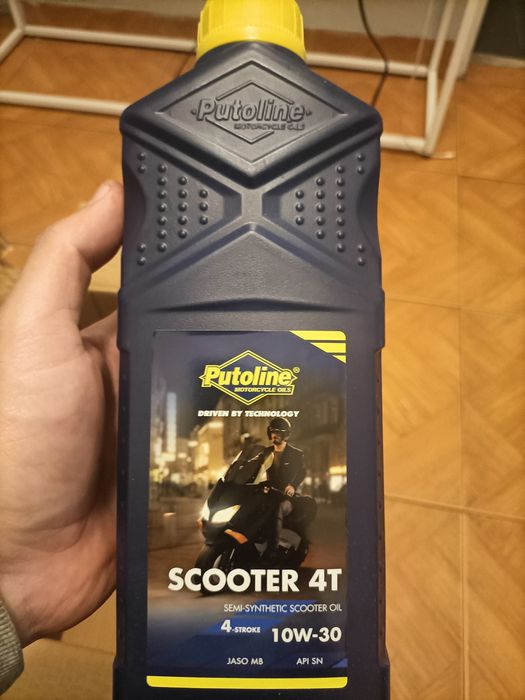 Putoline
MOTORCYCLE OILS
Putoline®
MOTORCYCLE OILS
DRIVEN BY TECHNOLOGY
SCOOTER 4T
SEMI-SYNTHETIC SCOOTER OIL
4-STROKE 10W-30
JASO MB API SN